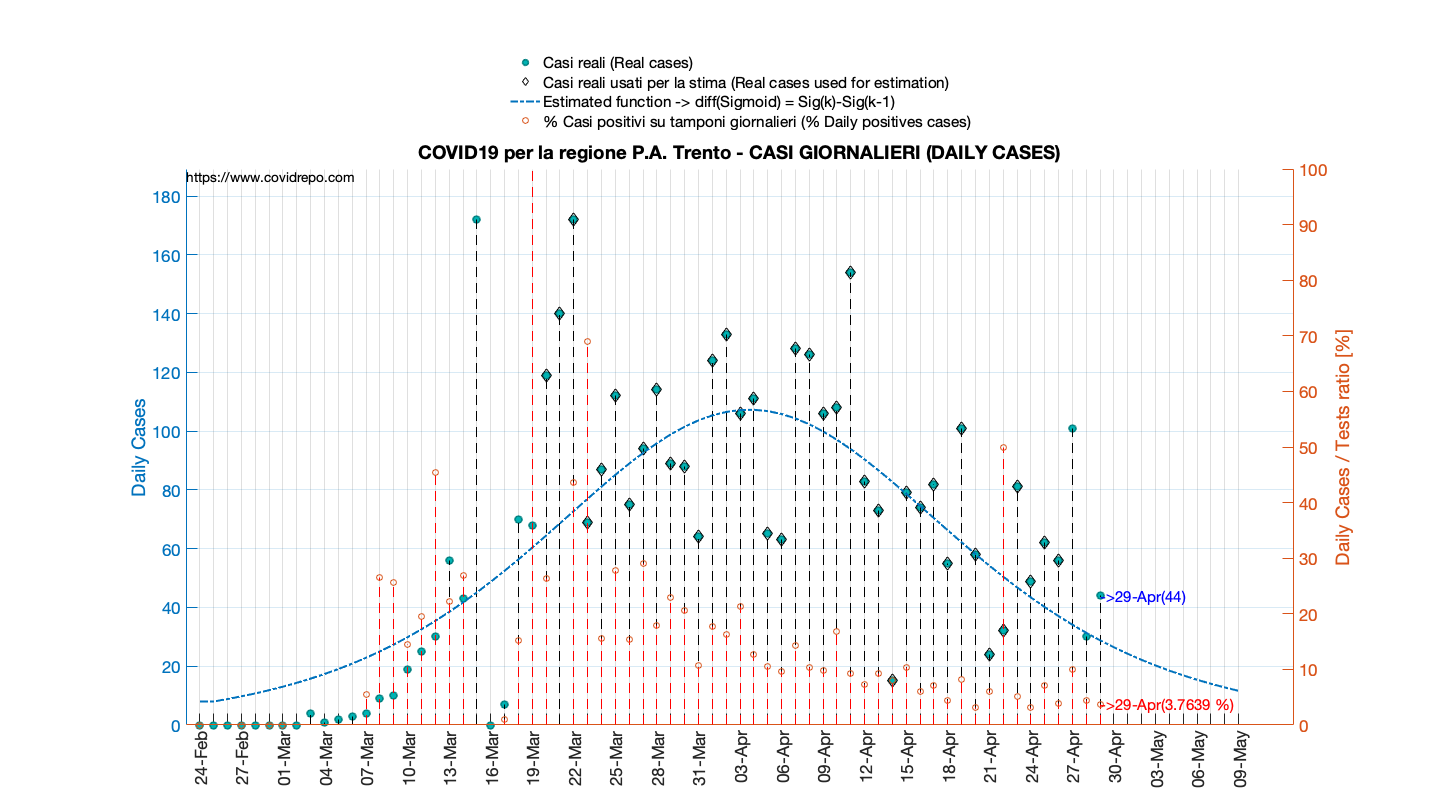 Casi reali (Real cases)
Casi reali usati per la stima (Real cases used for estimation)
Estimated function -> diff(Sigmoid) = Sig(k)-Sig(k-1)
% Casi positivi su tamponi giornalieri (% Daily positives cases)
COVID19 per la regione P.A. Trento - CASI GIORNALIERI (DAILY CASES)
https://www.covidrepo.com
Daily Cases
180
160
140
120
100
80
60
40
20
0
100
90
80
70
60
50
40
30
20
10
0
Daily Cases / Tests ratio [%]
>29-Apr(44)
>29-Apr(3.7639 %)
24-Feb
27-Feb
01-Mar
04-Mar
07-Mar
10-Mar
13-Mar
16-Mar
19-Mar
22-Mar
25-Mar
28-Mar
31-Mar
03-Apr
06-Apr
09-Apr
12-Apr
15-Apr
18-Apr
21-Apr
24-Apr
27-Apr
30-Apr
03-May
06-May
09-May